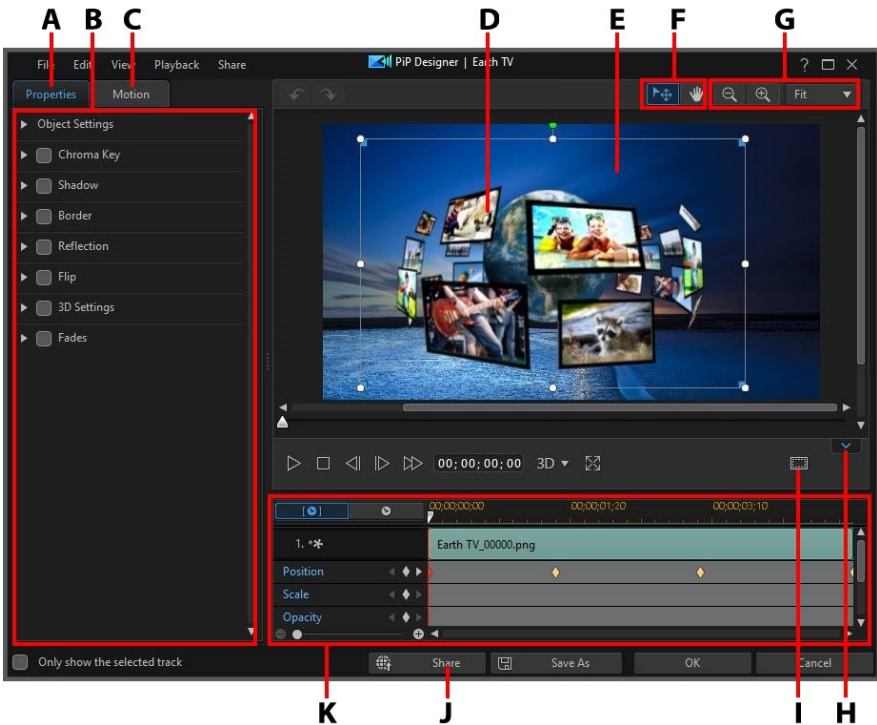 A B C D E F G
File Edit View Playback Share PiP Designer | Earth TV ?
Properties Motion
Fit
Object Settings
Chroma Key
Shadow
Border
Reflection
Flip
3D Settings
Fades
00;00;00;00 3D
00;00;00;00 00;00;01;20 00;00;03;10
1. Earth TV_00000.png
Position
Scale
Opacity
Only show the selected track Share Save As OK Cancel
K J I H